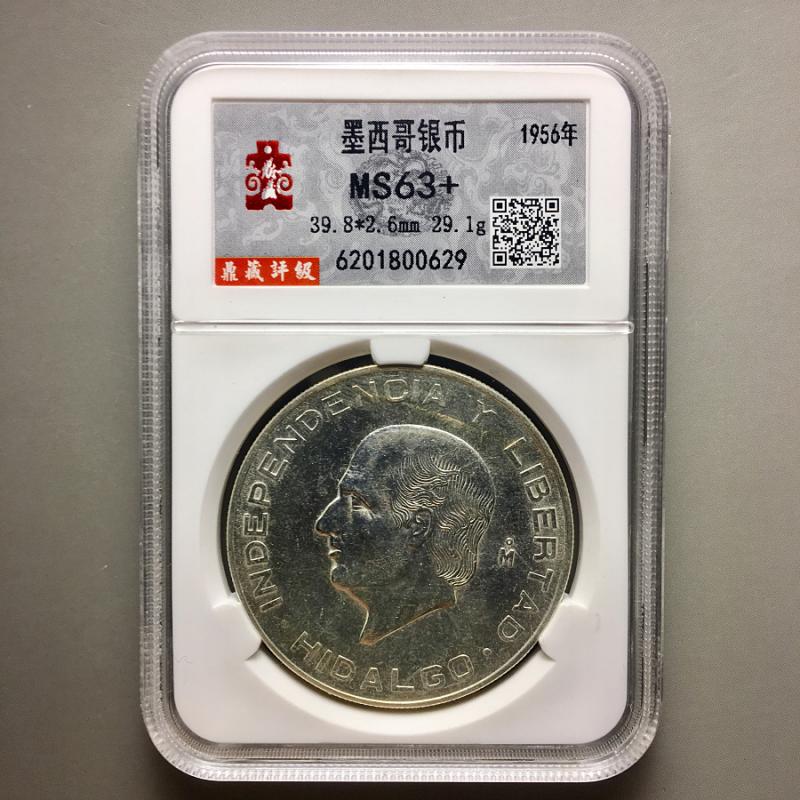 墨西哥银币 1956年
MS63+
39.8*2.6mm 29.1g
鼎藏評級 6201800629
INDEPENDENCIA Y LIBERTAD
HIDALGO
Mo